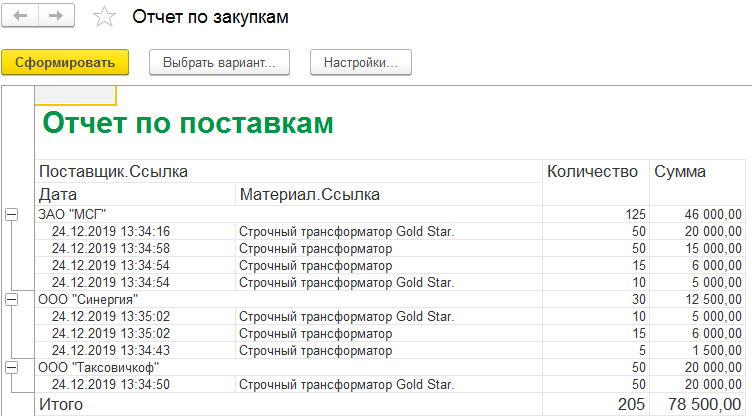 Отчет по закупкам
Сформировать Выбрать вариант... Настройки...
Отчет по поставкам
Поставщик.Ссылка Количество Сумма
Дата Материал.Ссылка
ЗАО "МСГ" 125 46 000,00
24.12.2019 13:34:16 Строчный трансформатор Gold Star. 50 20 000,00
24.12.2019 13:34:58 Строчный трансформатор 50 15 000,00
24.12.2019 13:34:54 Строчный трансформатор 15 6 000,00
24.12.2019 13:34:54 Строчный трансформатор Gold Star. 10 5 000,00
ООО "Синергия" 30 12 500,00
24.12.2019 13:35:02 Строчный трансформатор Gold Star. 10 5 000,00
24.12.2019 13:35:02 Строчный трансформатор 15 6 000,00
24.12.2019 13:34:43 Строчный трансформатор 5 1 500,00
ООО "Таксовичкоф" 50 20 000,00
24.12.2019 13:34:50 Строчный трансформатор Gold Star. 50 20 000,00
Итого 205 78 500,00